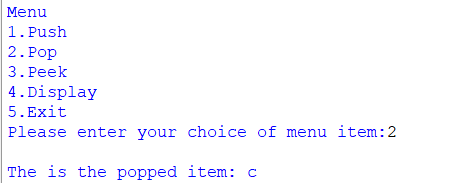 Menu
1.Push
2.Pop
3.Peek
4.Display
5.Exit
Please enter your choice of menu item:2
The is the popped item: c